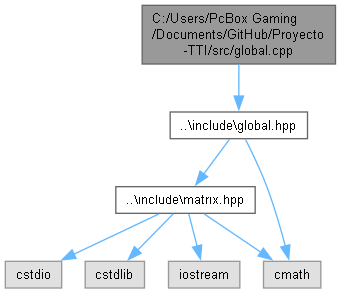 C:/Users/PcBox Gaming
/Documents/GitHub/Proyecto
-TTI/src/global.cpp
..\include\global.hpp
..\include\matrix.hpp
cstdio
cstdlib
iostream
cmath